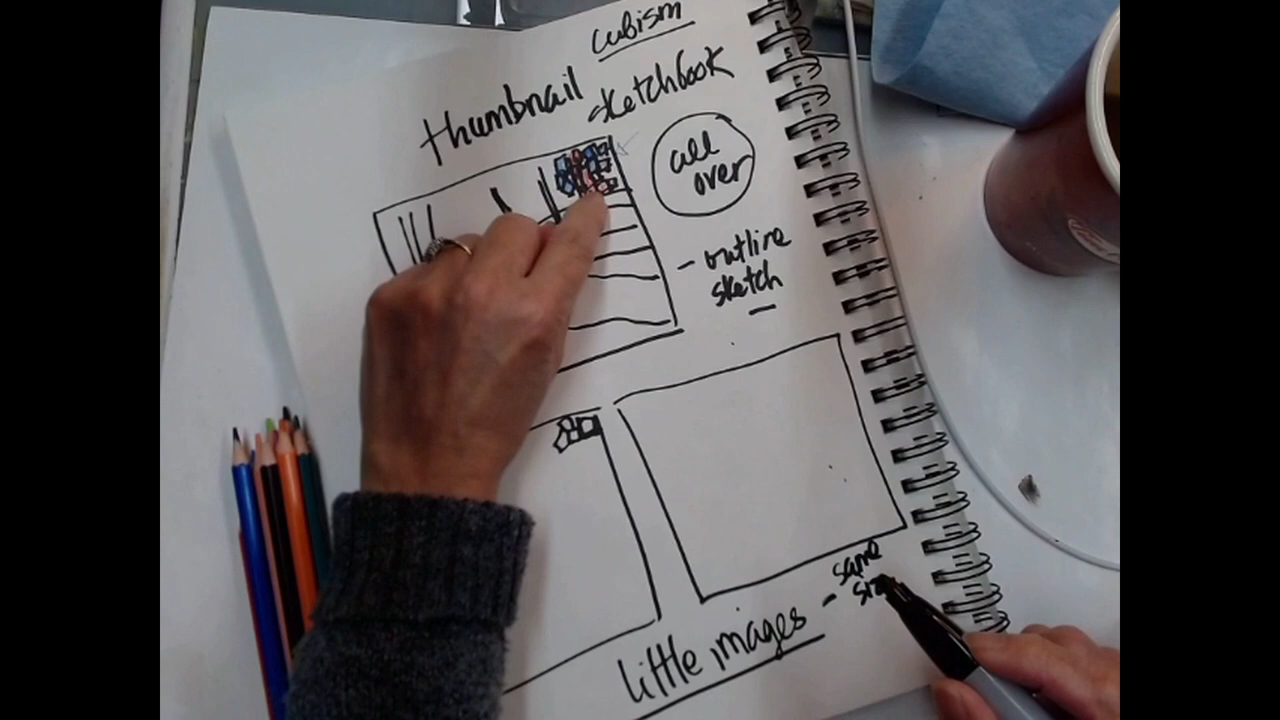 cubism
thumbnail sketchbook
all
over
- outline
sketch
little images - same